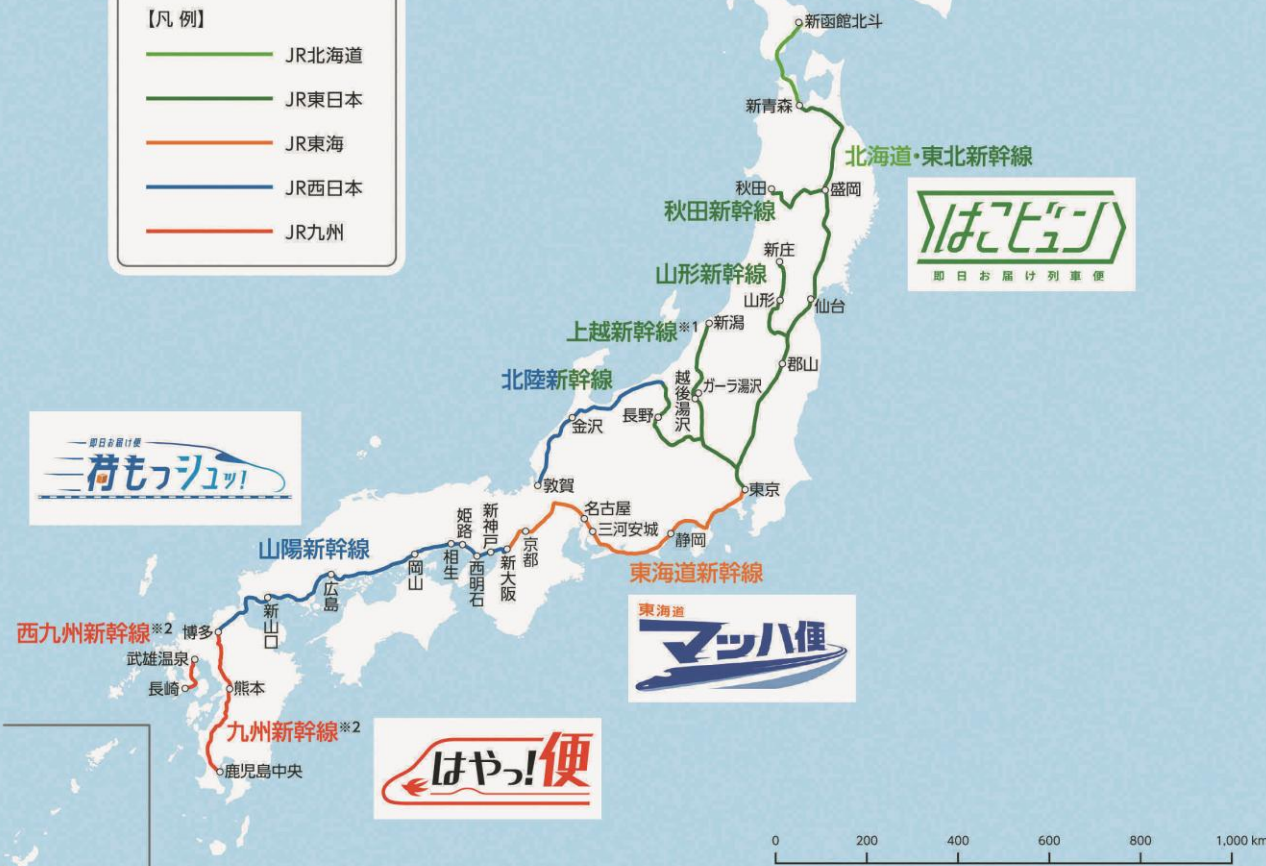 【凡 例】
JR北海道
JR東日本
JR東海
JR西日本
JR九州
新函館北斗
新青森
北海道・東北新幹線
秋田
盛岡
秋田新幹線
はこビュン
即日お届け列車便
新庄
山形新幹線
山形
仙台
上越新幹線※1
新潟
郡山
北陸新幹線
越後湯沢
ガーラ湯沢
長野
金沢
即日お届け便
荷もっシュッ!
敦賀
東京
名古屋
三河安城
静岡
姫路
新神戸
京都
山陽新幹線
岡山
相生
西明石
新大阪
東海道新幹線
広島
新山口
東海道
マッハ便
西九州新幹線※2
博多
武雄温泉
長崎
熊本
九州新幹線※2
はやっ!便
鹿児島中央
0 200 400 600 800 1,000 km